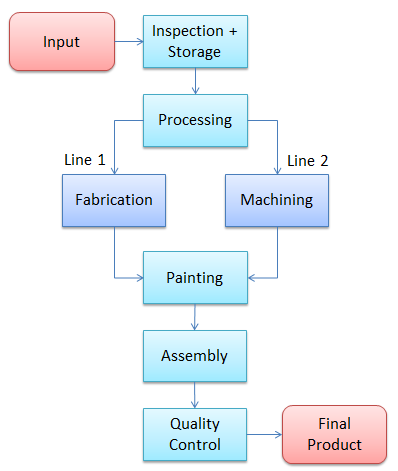 Input
Inspection +
Storage
Processing
Line 1
Line 2
Fabrication
Machining
Painting
Assembly
Quality
Control
Final
Product